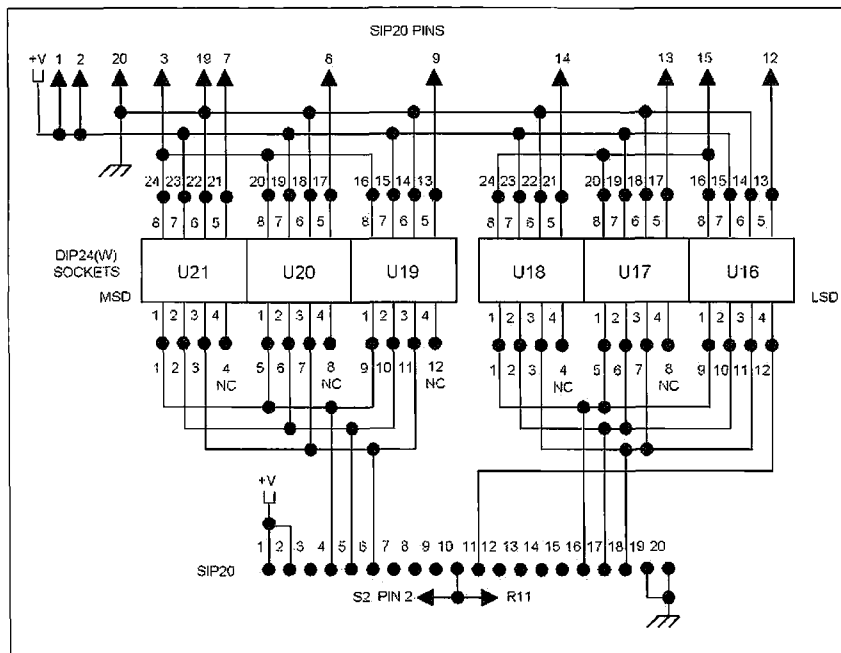 SIP20 PINS
+V 1 2 20 3 19 7 8 9 14 13 15 12
24 23 22 21 20 19 18 17 16 15 14 13 24 23 22 21 20 19 18 17 16 15 14 13
8 7 6 5 8 7 6 5 8 7 6 5 8 7 6 5 8 7 6 5 8 7 6 5
DIP24(W)
SOCKETS
U21 U20 U19 U18 U17 U16
MSD LSD
1 2 3 4 1 2 3 4 1 2 3 4 1 2 3 4 1 2 3 4 1 2 3 4
1 2 3 4 5 6 7 8 9 10 11 12 1 2 3 4 5 6 7 8 9 10 11 12
NC NC NC NC NC
+V
1 2 3 4 5 6 7 8 9 10 11 12 13 14 15 16 17 18 19 20
SIP20
S2 PIN 2 R11